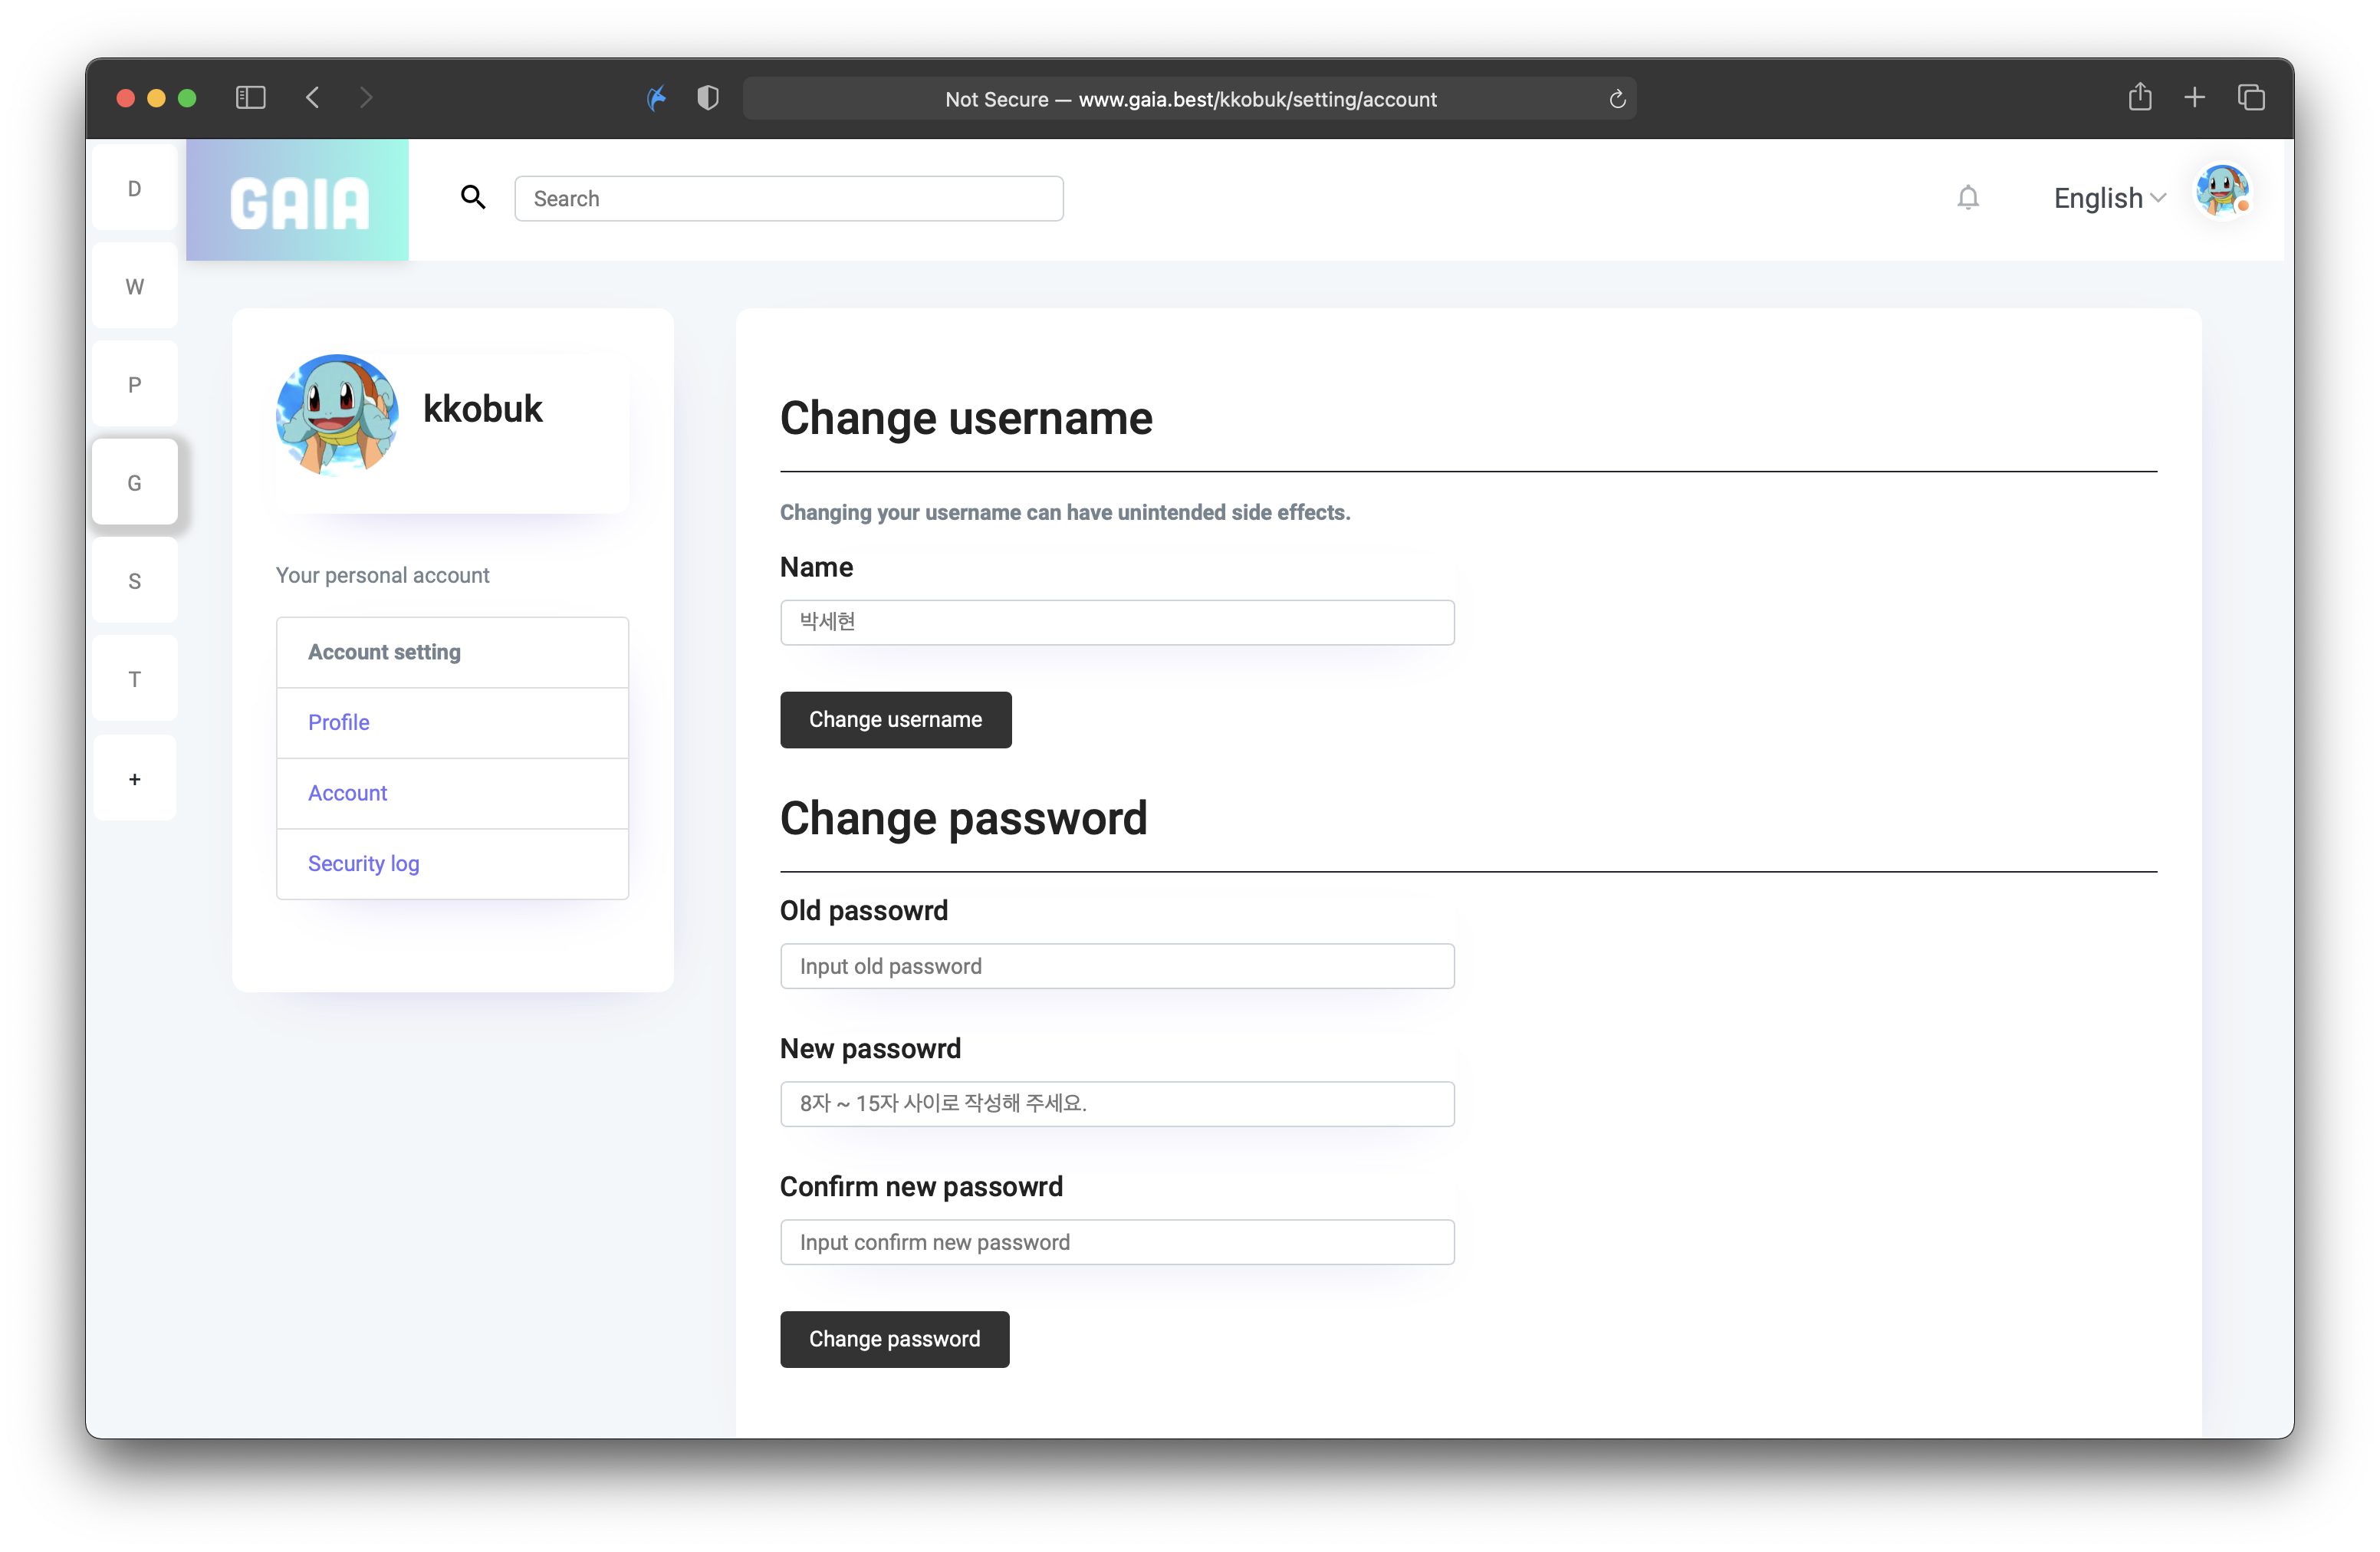 Not Secure — www.gaia.best/kkobuk/setting/account
D
W
P
G
S
T
+
GAIA
Search
English
kkobuk
Your personal account
Account setting
Profile
Account
Security log
Change username
Changing your username can have unintended side effects.
Name
박세현
Change username
Change password
Old passowrd
Input old password
New passowrd
8자 ~ 15자 사이로 작성해 주세요.
Confirm new passowrd
Input confirm new password
Change password